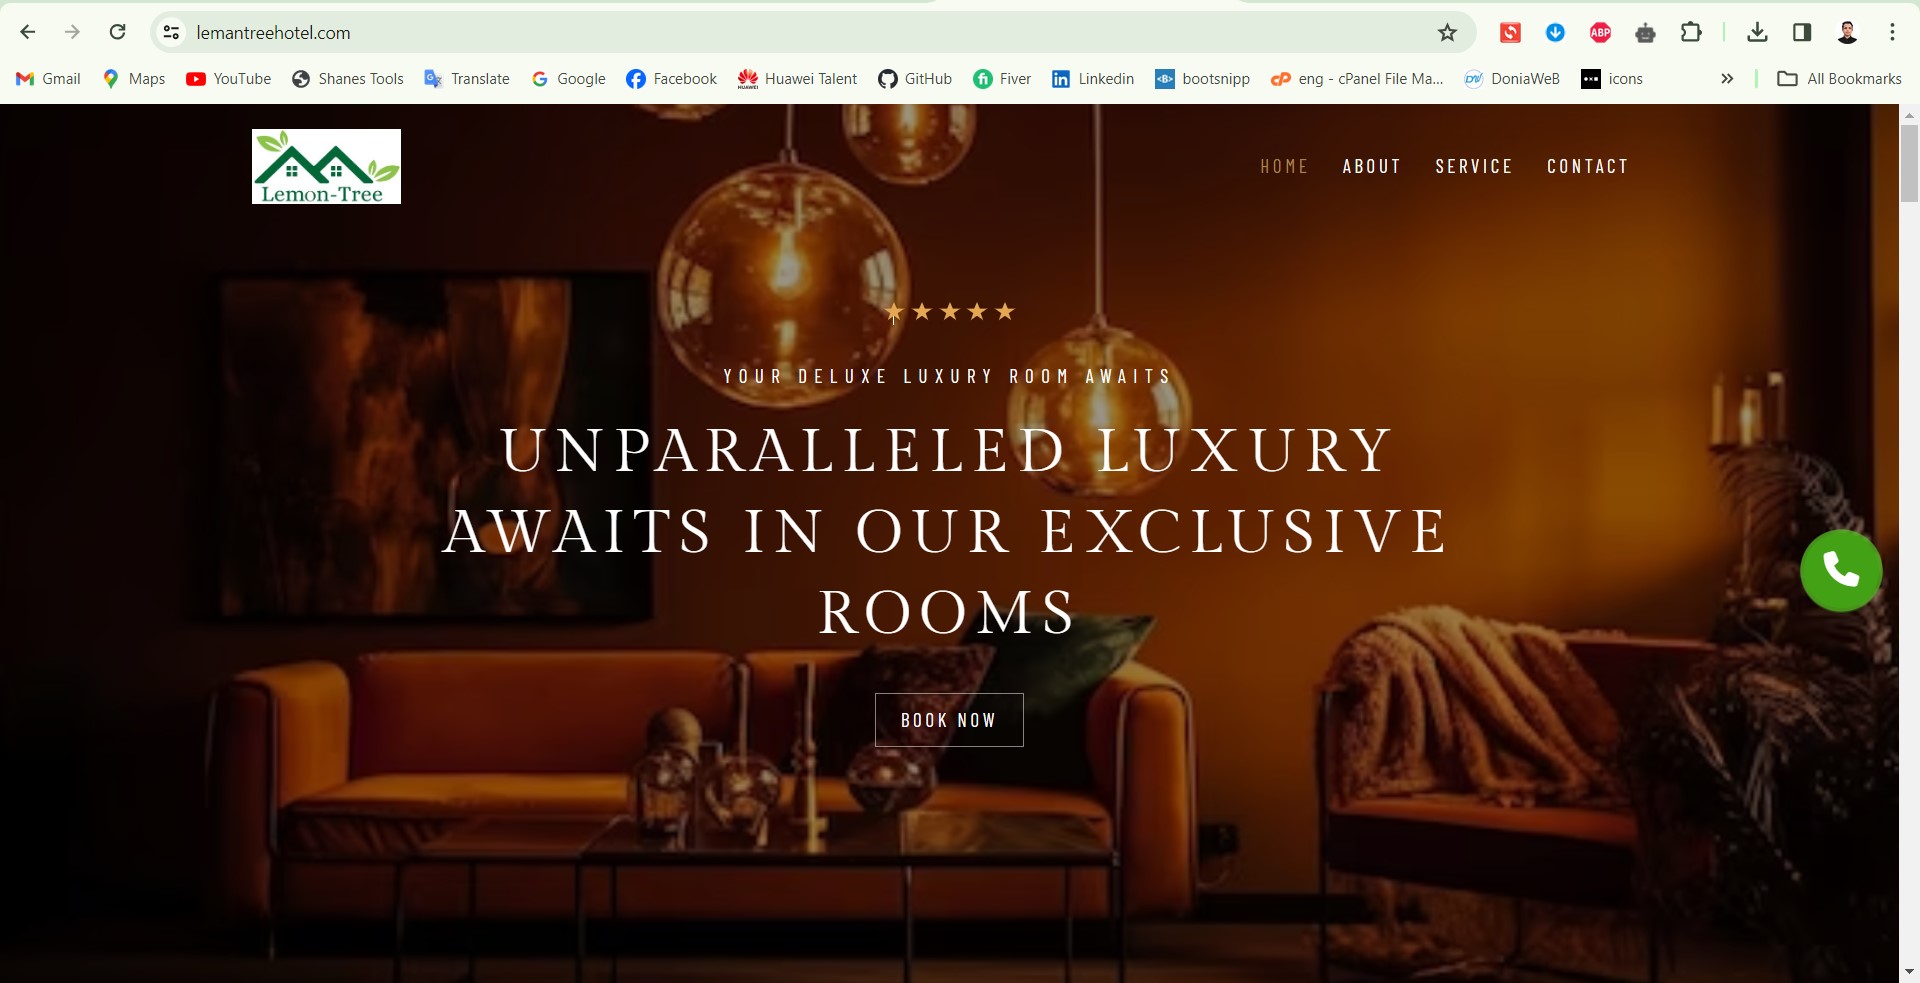 lemantreehotel.com
ABP
Gmail
Maps
YouTube
Shanes Tools
Translate
Google
Facebook
Huawei Talent
GitHub
Fiver
Linkedin
bootsnipp
eng - cPanel File Ma...
DoniaWeB
icons
All Bookmarks
Lemon-Tree
HOME
ABOUT
SERVICE
CONTACT
YOUR DELUXE LUXURY ROOM AWAITS
UNPARALLELED LUXURY
AWAITS IN OUR EXCLUSIVE
ROOMS
BOOK NOW